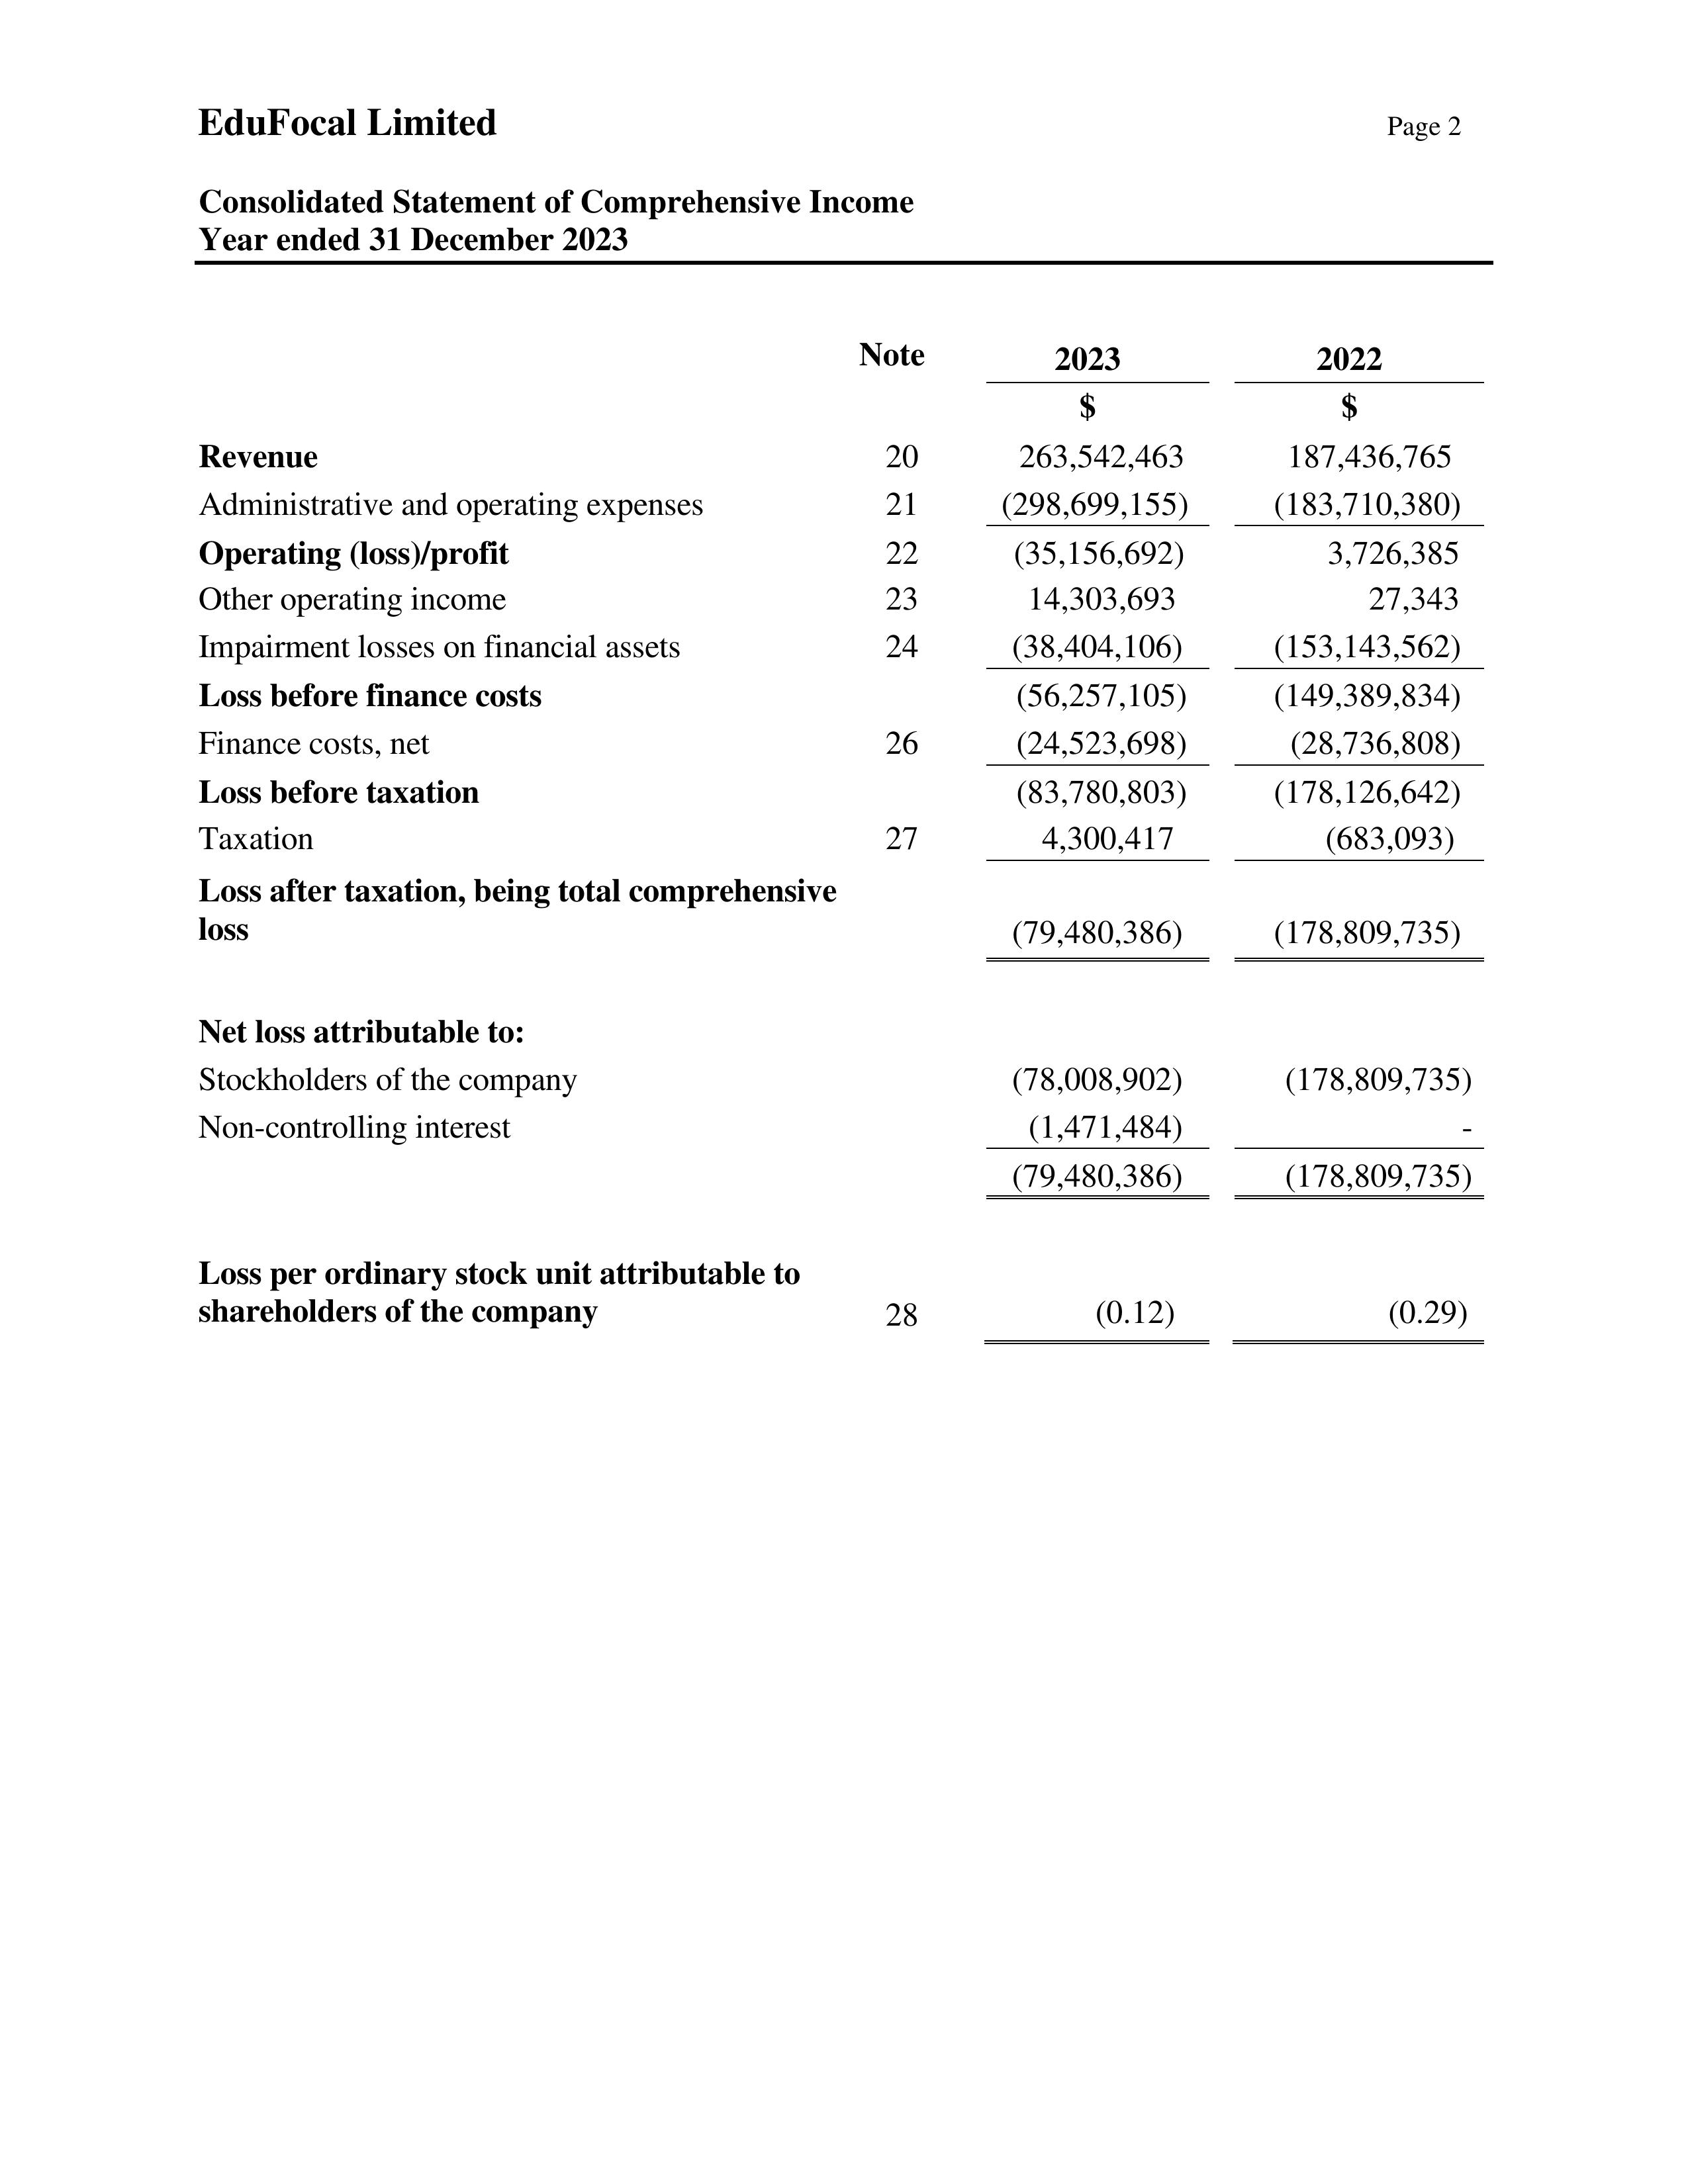 EduFocal Limited Page 2
Consolidated Statement of Comprehensive Income
Year ended 31 December 2023
Note 2023 2022
$ $
Revenue 20 263,542,463 187,436,765
Administrative and operating expenses 21 (298,699,155) (183,710,380)
Operating (loss)/profit 22 (35,156,692) 3,726,385
Other operating income 23 14,303,693 27,343
Impairment losses on financial assets 24 (38,404,106) (153,143,562)
Loss before finance costs (56,257,105) (149,389,834)
Finance costs, net 26 (24,523,698) (28,736,808)
Loss before taxation (83,780,803) (178,126,642)
Taxation 27 4,300,417 (683,093)
Loss after taxation, being total comprehensive
loss (79,480,386) (178,809,735)
Net loss attributable to:
Stockholders of the company (78,008,902) (178,809,735)
Non-controlling interest (1,471,484) -
(79,480,386) (178,809,735)
Loss per ordinary stock unit attributable to
shareholders of the company 28 (0.12) (0.29)